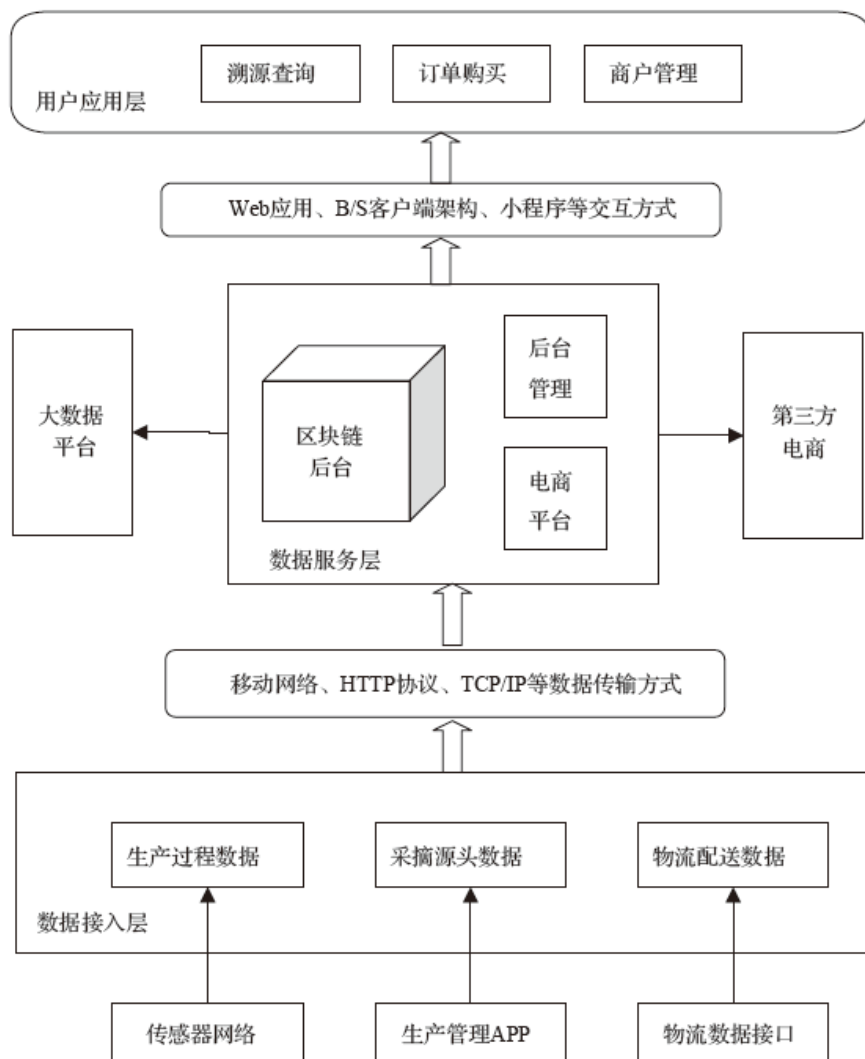 溯源查询
订单购买
商户管理
用户应用层
Web应用、B/S客户端架构、小程序等交互方式
后台
管理
大数据
平台
区块链
后台
第三方
电商
电商
平台
数据服务层
移动网络、HTTP协议、TCP/IP等数据传输方式
生产过程数据
采摘源头数据
物流配送数据
数据接入层
传感器网络
生产管理APP
物流数据接口